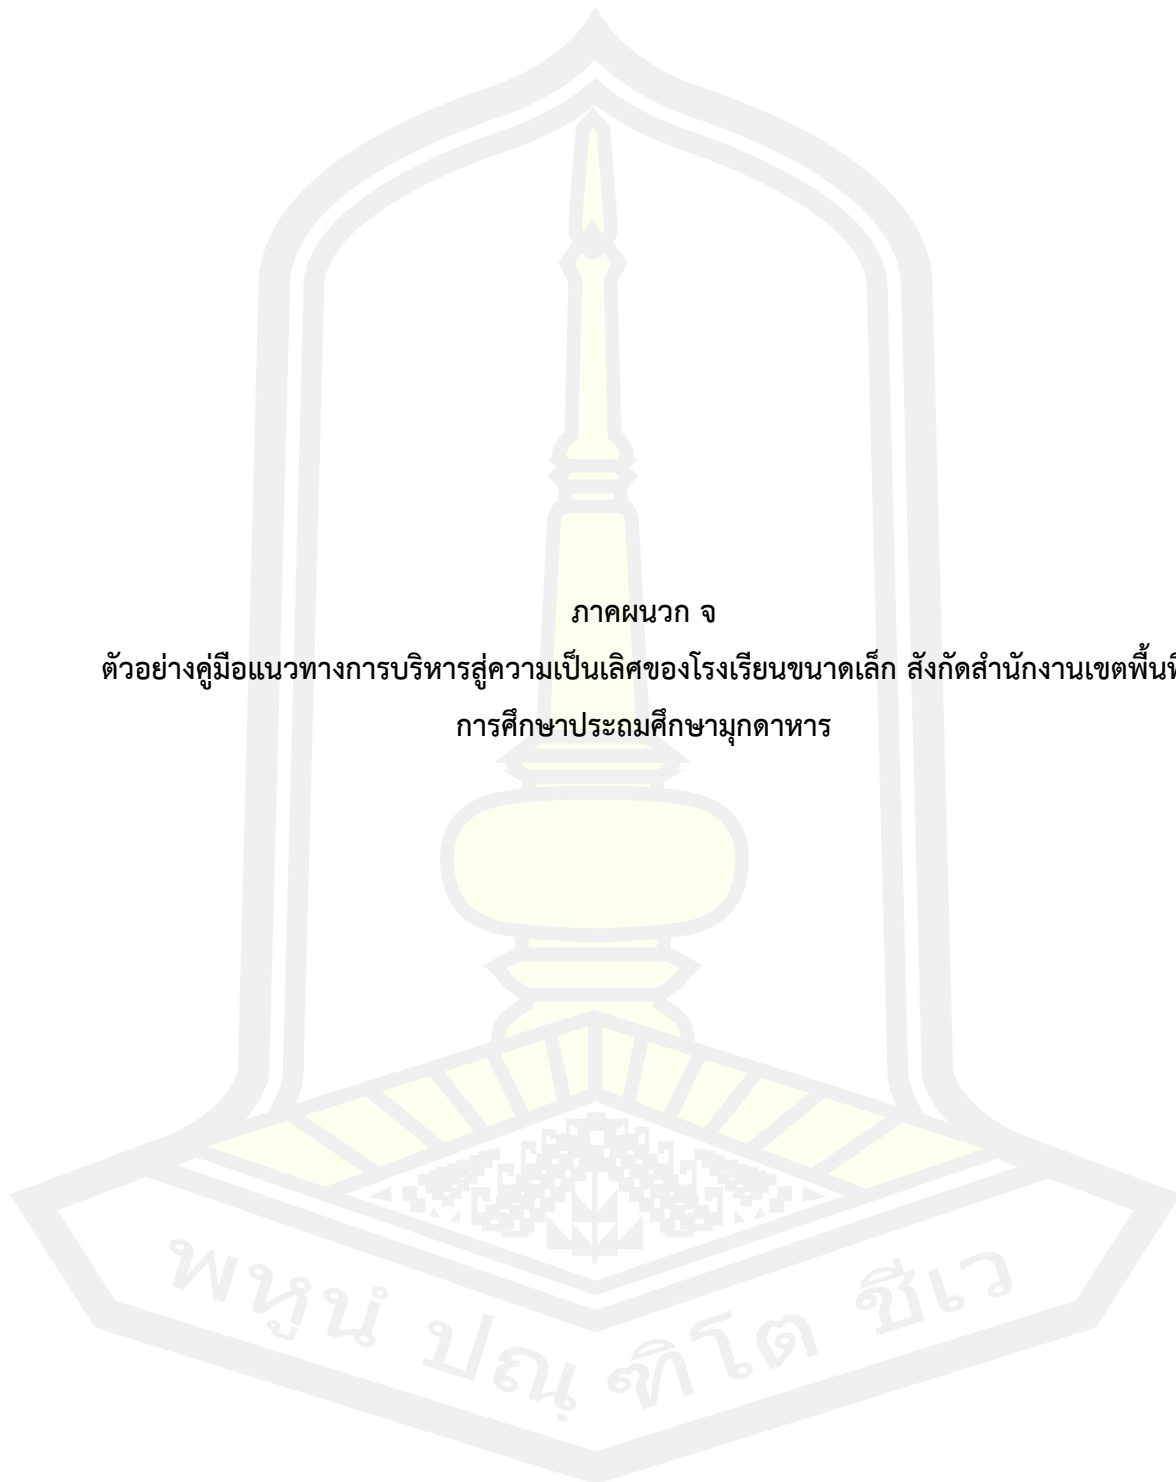 ภาคผนวก จ
ตัวอย่างคู่มือแนวทางการบริหารสู่ความเป็นเลิศของโรงเรียนขนาดเล็ก สังกัดสำนักงานเขตพื้นที่
การศึกษาประถมศึกษามุกดาหาร
พหูนํ ปณฺฑิโต ชีเว